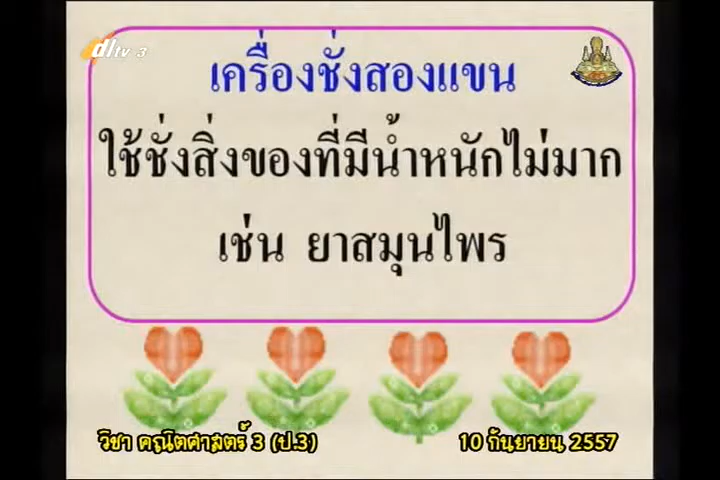 dltv 3
เครื่องชั่งสองแขน
ใช้ชั่งสิ่งของที่มีน้ำหนักไม่มาก
เช่น ยาสมุนไพร
วิชา คณิตศาสตร์ 3 (ป.3)
10 กันยายน 2557